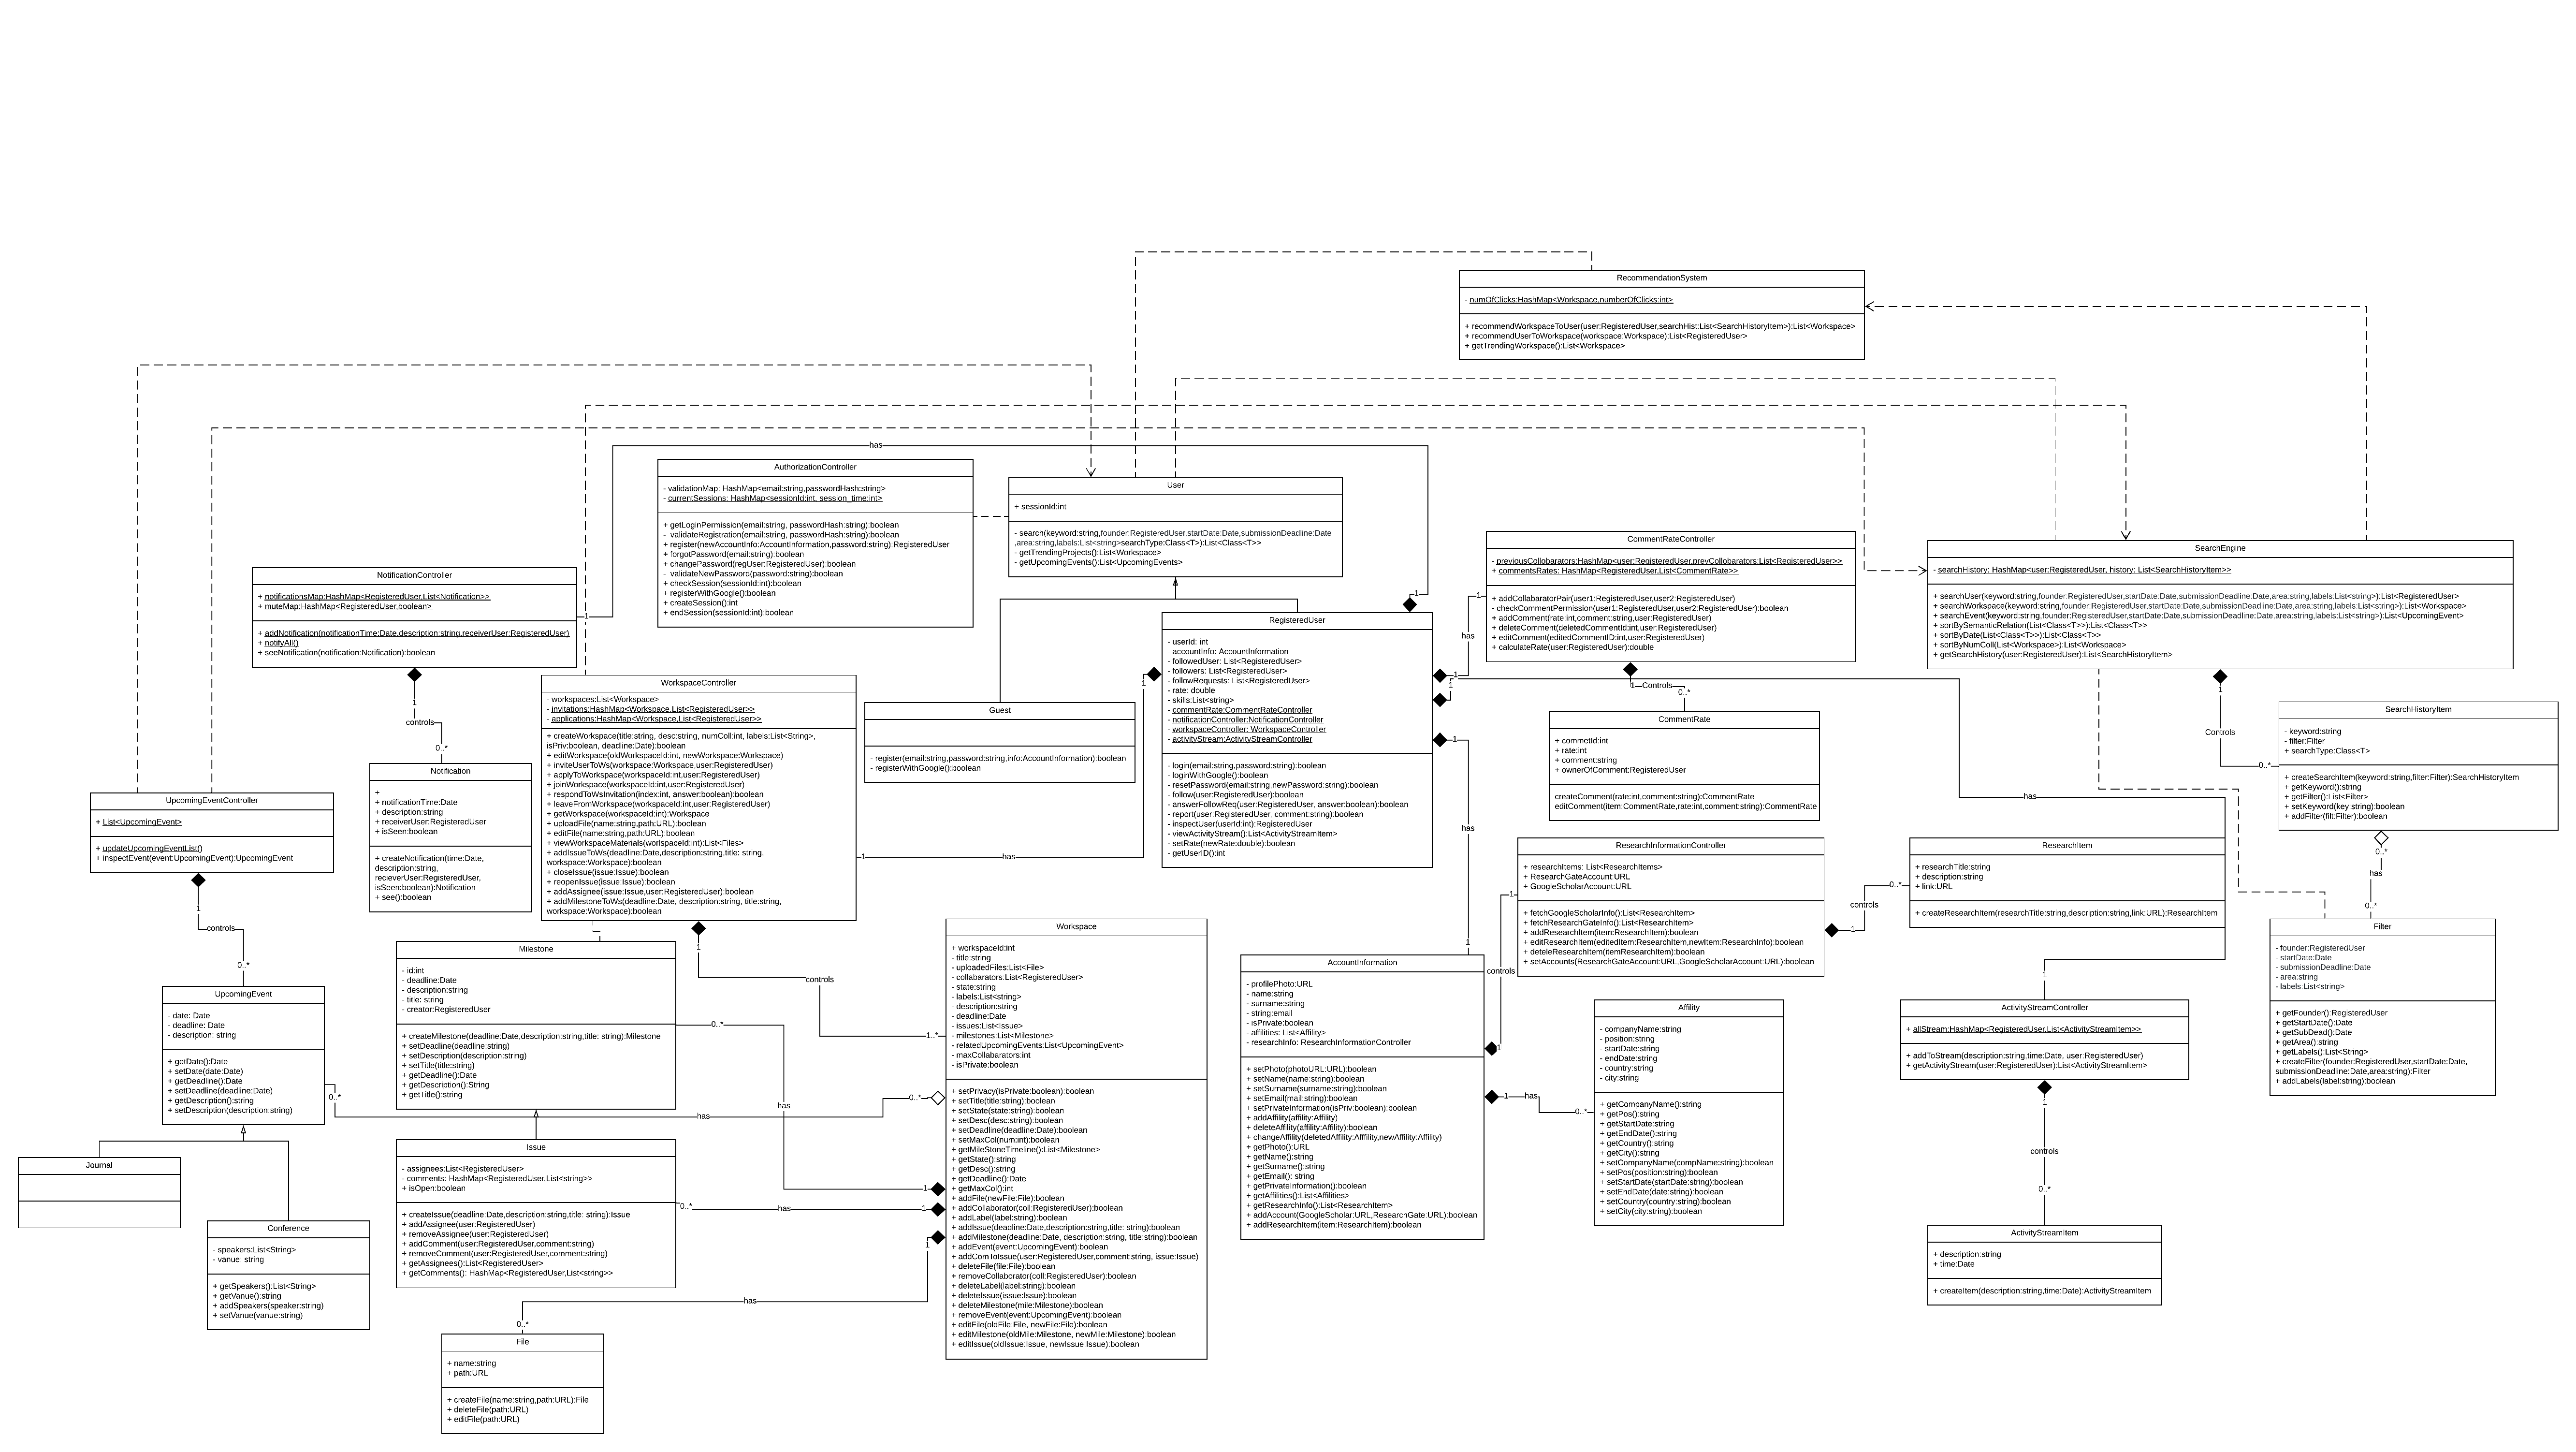 RecommendationSystem
- numOfClicks:HashMap<Workspace,numberOfClicks:int>
+ recommendWorkspaceToUser(user:RegisteredUser,searchHist:List<SearchHistoryItem>):List<Workspace>
+ recommendUserToWorkspace(workspace:Workspace):List<RegisteredUser>
+ getTrendingWorkspace():List<Workspace>
has
AuthorizationController
- validationMap: HashMap<email:string,passwordHash:string>
- currentSessions: HashMap<sessionId:int, session_time:int>
+ getLoginPermission(email:string, passwordHash:string):boolean
- validateRegistration(email:string, passwordHash:string):boolean
+ register(newAccountInfo:AccountInformation,password:string):RegisteredUser
+ forgotPassword(email:string):boolean
+ changePassword(regUser:RegisteredUser):boolean
- validateNewPassword(password:string):boolean
+ checkSession(sessionId:int):boolean
+ registerWithGoogle():boolean
+ createSession():int
+ endSession(sessionId:int):boolean
User
+ sessionId:int
- search(keyword:string,founder:RegisteredUser,startDate:Date,submissionDeadline:Date
,area:string,labels:List<string>searchType:Class<T>):List<Class<T>>
- getTrendingProjects():List<Workspace>
- getUpcomingEvents():List<UpcomingEvents>
CommentRateController
- previousCollobarators:HashMap<user:RegisteredUser,prevCollobarators:List<RegisteredUser>>
+ commentsRates: HashMap<RegisteredUser,List<CommentRate>>
+ addCollabaratorPair(user1:RegisteredUser,user2:RegisteredUser)
- checkCommentPermission(user1:RegisteredUser,user2:RegisteredUser):boolean
+ addComment(rate:int,comment:string,user:RegisteredUser)
+ deleteComment(deletedCommentId:int,user:RegisteredUser)
+ editComment(editedCommentID:int,user:RegisteredUser)
+ calculateRate(user:RegisteredUser):double
SearchEngine
- searchHistory: HashMap<user:RegisteredUser, history: List<SearchHistoryItem>>
+ searchUser(keyword:string,founder:RegisteredUser,startDate:Date,submissionDeadline:Date,area:string,labels:List<string>):List<RegisteredUser>
+ searchWorkspace(keyword:string,founder:RegisteredUser,startDate:Date,submissionDeadline:Date,area:string,labels:List<string>):List<Workspace>
+ searchEvent(keyword:string,founder:RegisteredUser,startDate:Date,submissionDeadline:Date,area:string,labels:List<string>):List<UpcomingEvent>
+ sortBySemanticRelation(List<Class<T>>):List<Class<T>>
+ sortByDate(List<Class<T>>):List<Class<T>>
+ sortByNumColl(List<Workspace>):List<Workspace>
+ getSearchHistory(user:RegisteredUser):List<SearchHistoryItem>
NotificationController
+ notificationsMap:HashMap<RegisteredUser,List<Notification>>
+ muteMap:HashMap<RegisteredUser,boolean>
+ addNotification(notificationTime:Date,description:string,receiverUser:RegisteredUser)
+ notifyAll()
+ seeNotification(notification:Notification):boolean
1
1
1
has
1
1
RegisteredUser
- userId: int
- accountInfo: AccountInformation
- followedUser: List<RegisteredUser>
- followers: List<RegisteredUser>
- followRequests: List<RegisteredUser>
- rate: double
- skills:List<string>
- commentRate:CommentRateController
- notificationController:NotificationController
- workspaceController: WorkspaceController
- activityStream:ActivityStreamController
- login(email:string,password:string):boolean
- loginWithGoogle():boolean
- resetPassword(email:string,newPassword:string):boolean
- follow(user:RegisteredUser):boolean
- answerFollowReq(user:RegisteredUser, answer:boolean):boolean
- report(user:RegisteredUser, comment:string):boolean
- inspectUser(userId:int):RegisteredUser
- viewActivityStream():List<ActivityStreamItem>
- setRate(newRate:double):boolean
- getUserID():int
1
controls
0..*
Notification
+
+ notificationTime:Date
+ description:string
+ receiverUser:RegisteredUser
+ isSeen:boolean
+ createNotification(time:Date,
description:string,
recieverUser:RegisteredUser,
isSeen:boolean):Notification
+ see():boolean
WorkspaceController
- workspaces:List<Workspace>
- invitations:HashMap<Workspace,List<RegisteredUser>>
- applications:HashMap<Workspace,List<RegisteredUser>>
+ createWorkspace(title:string, desc:string, numColl:int, labels:List<String>,
isPriv:boolean, deadline:Date):boolean
+ editWorkspace(oldWorkspaceId:int, newWorkspace:Workspace)
+ inviteUserToWs(workspace:Workspace,user:RegisteredUser)
+ applyToWorkspace(workspaceId:int,user:RegisteredUser)
+ joinWorkspace(workspaceId:int,user:RegisteredUser)
+ respondToWsInvitation(index:int, answer:boolean):boolean
+ leaveFromWorkspace(workspaceId:int,user:RegisteredUser)
+ getWorkspace(workspaceId:int):Workspace
+ uploadFile(name:string,path:URL):boolean
+ editFile(name:string,path:URL):boolean
+ viewWorkspaceMaterials(worlspaceId:int):List<Files>
+ addIssueToWs(deadline:Date,description:string,title: string,
workspace:Workspace):boolean
+ closeIssue(issue:Issue):boolean
+ reopenIssue(issue:Issue):boolean
+ addAssignee(issue:Issue,user:RegisteredUser):boolean
+ addMilestoneToWs(deadline:Date, description:string, title:string,
workspace:Workspace):boolean
1
has
1
Guest
- register(email:string,password:string,info:AccountInformation):boolean
- registerWithGoogle():boolean
1
1
has
1
1
Controls
0..*
CommentRate
+ commetId:int
+ rate:int
+ comment:string
+ ownerOfComment:RegisteredUser
createComment(rate:int,comment:string):CommentRate
editComment(item:CommentRate,rate:int,comment:string):CommentRate
1
Controls
0..*
SearchHistoryItem
- keyword:string
- filter:Filter
+ searchType:Class<T>
+ createSearchItem(keyword:string,filter:Filter):SearchHistoryItem
+ getKeyword():string
+ getFilter():List<Filter>
+ setKeyword(key:string):boolean
+ addFilter(filt:Filter):boolean
0..*
has
0..*
has
UpcomingEventController
+ List<UpcomingEvent>
+ updateUpcomingEventList()
+ inspectEvent(event:UpcomingEvent):UpcomingEvent
1
controls
0..*
ResearchInformationController
+ researchItems: List<ResearchItems>
+ ResearchGateAccount:URL
+ GoogleScholarAccount:URL
+ fetchGoogleScholarInfo():List<ResearchItem>
+ fetchResearchGateInfo():List<ResearchItem>
+ addResearchItem(item:ResearchItem):boolean
+ editResearchItem(editedItem:ResearchItem,newItem:ResearchInfo):boolean
+ deteleResearchItem(itemResearchItem):boolean
+ setAccounts(ResearchGateAccount:URL,GoogleScholarAccount:URL):boolean
1
controls
1
0..*
controls
1
ResearchItem
+ researchTitle:string
+ description:string
+ link:URL
+ createResearchItem(researchTitle:string,description:string,link:URL):ResearchItem
Filter
- founder:RegisteredUser
- startDate:Date
- submissionDeadline:Date
- area:string
- labels:List<string>
+ getFounder():RegisteredUser
+ getStartDate():Date
+ getSubDead():Date
+ getArea():string
+ getLabels():List<String>
+ createFilter(founder:RegisteredUser,startDate:Date,
submissionDeadline:Date,area:string):Filter
+ addLabels(label:string):boolean
Milestone
- id:int
- deadline:Date
- description:string
- title: string
- creator:RegisteredUser
+ createMilestone(deadline:Date,description:string,title: string):Milestone
+ setDeadline(deadline:string)
+ setDescription(description:string)
+ setTitle(title:string)
+ getDeadline():Date
+ getDescription():String
+ getTitle():string
1
controls
1..*
Workspace
+ workspaceId:int
- title:string
- uploadedFiles:List<File>
- collabarators:List<RegisteredUser>
- state:string
- labels:List<string>
- description:string
- deadline:Date
- issues:List<Issue>
- milestones:List<Milestone>
- relatedUpcomingEvents:List<UpcomingEvent>
- maxCollabarators:int
- isPrivate:boolean
+ setPrivacy(isPrivate:boolean):boolean
+ setTitle(title:string):boolean
+ setState(state:string):boolean
+ setDesc(desc:string):boolean
+ setDeadline(deadline:Date):boolean
+ setMaxCol(num:int):boolean
+ getMileStoneTimeline():List<Milestone>
+ getState():string
+ getDesc():string
+ getDeadline():Date
+ getMaxCol():int
+ addFile(newFile:File):boolean
+ addCollaborator(coll:RegisteredUser):boolean
+ addLabel(label:string):boolean
+ addIssue(deadline:Date,description:string,title: string):boolean
+ addMilestone(deadline:Date, description:string, title:string):boolean
+ addEvent(event:UpcomingEvent):boolean
+ addComToIssue(user:RegisteredUser,comment:string, issue:Issue)
+ deleteFile(file:File):boolean
+ removeCollaborator(coll:RegisteredUser):boolean
+ deleteLabel(label:string):boolean
+ deleteIssue(issue:Issue):boolean
+ deleteMilestone(mile:Milestone):boolean
+ removeEvent(event:UpcomingEvent):boolean
+ editFile(oldFile:File, newFile:File):boolean
+ editMilestone(oldMile:Milestone, newMile:Milestone):boolean
+ editIssue(oldIssue:Issue, newIssue:Issue):boolean
AccountInformation
- profilePhoto:URL
- name:string
- surname:string
- string:email
- isPrivate:boolean
- affilities: List<Affility>
- researchInfo: ResearchInformationController
+ setPhoto(photoURL:URL):boolean
+ setName(name:string):boolean
+ setSurname(surname:string):boolean
+ setEmail(mail:string):boolean
+ setPrivateInformation(isPriv:boolean):boolean
+ addAffility(affility:Affility)
+ deleteAffility(affility:Affility):boolean
+ changeAffility(deletedAffility:Affility,newAffility:Affility)
+ getPhoto():URL
+ getName():string
+ getSurname():string
+ getEmail(): string
+ getPrivateInformation():boolean
+ getAffilities():List<Affilities>
+ getResearchInfo():List<ResearchItem>
+ addAccount(GoogleScholar:URL,ResearchGate:URL):boolean
+ addResearchItem(item:ResearchItem):boolean
1
has
0..*
Affility
- companyName:string
- position:string
- startDate:string
- endDate:string
- country:string
- city:string
+ getCompanyName():string
+ getPos():string
+ getStartDate:string
+ getEndDate():string
+ getCountry():string
+ getCity():string
+ setCompanyName(compName:string):boolean
+ setPos(position:string):boolean
+ setStartDate(startDate:string):boolean
+ setEndDate(date:string):boolean
+ setCountry(country:string):boolean
+ setCity(city:string):boolean
1
ActivityStreamController
+ allStream:HashMap<RegisteredUser,List<ActivityStreamItem>>
+ addToStream(description:string,time:Date, user:RegisteredUser)
+ getActivityStream(user:RegisteredUser):List<ActivityStreamItem>
1
controls
0..*
ActivityStreamItem
+ description:string
+ time:Date
+ createItem(description:string,time:Date):ActivityStreamItem
UpcomingEvent
- date: Date
- deadline: Date
- description: string
+ getDate():Date
+ setDate(date:Date)
+ getDeadline():Date
+ setDeadline(deadline:Date)
+ getDescription():string
+ setDescription(description:string)
0..*
has
0..*
0..*
has
1
Journal
Conference
- speakers:List<String>
- vanue: string
+ getSpeakers():List<String>
+ getVanue():string
+ addSpeakers(speaker:string)
+ setVanue(vanue:string)
Issue
- assignees:List<RegisteredUser>
- comments: HashMap<RegisteredUser,List<string>>
+ isOpen:boolean
+ createIssue(deadline:Date,description:string,title: string):Issue
+ addAssignee(user:RegisteredUser)
+ removeAssignee(user:RegisteredUser)
+ addComment(user:RegisteredUser,comment:string)
+ removeComment(user:RegisteredUser,comment:string)
+ getAssignees():List<RegisteredUser>
+ getComments(): HashMap<RegisteredUser,List<string>>
0..*
has
1
1
has
0..*
File
+ name:string
+ path:URL
+ createFile(name:string,path:URL):File
+ deleteFile(path:URL)
+ editFile(path:URL)